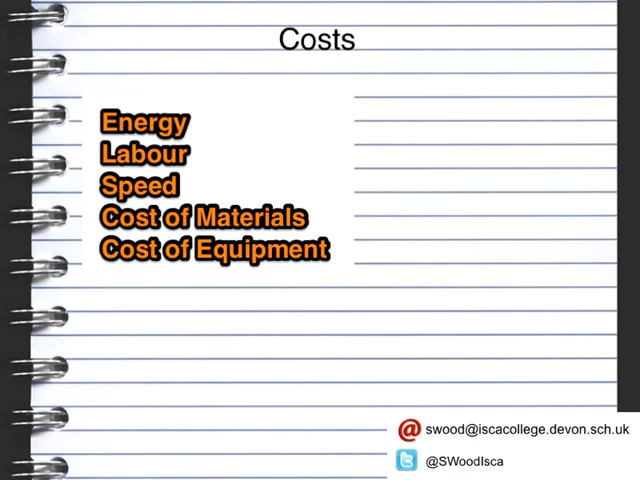 Costs
Energy
Labour
Speed
Cost of Materials
Cost of Equipment
swood@iscacollege.devon.sch.uk
@SWoodIsca